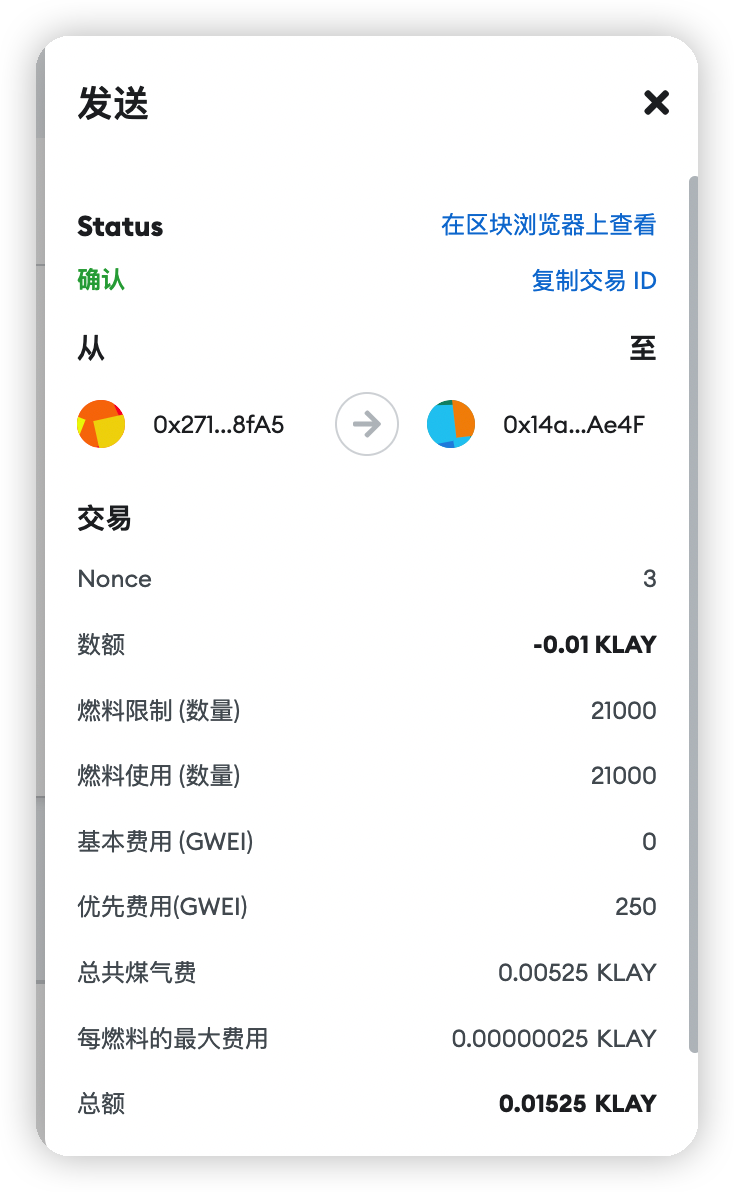 发送
Status 在区块浏览器上查看
确认 复制交易 ID
从 至
0x271...8fA5 0x14a...Ae4F
交易
Nonce 3
数额 -0.01 KLAY
燃料限制 (数量) 21000
燃料使用 (数量) 21000
基本费用 (GWEI) 0
优先费用(GWEI) 250
总共煤气费 0.00525 KLAY
每燃料的最大费用 0.00000025 KLAY
总额 0.01525 KLAY